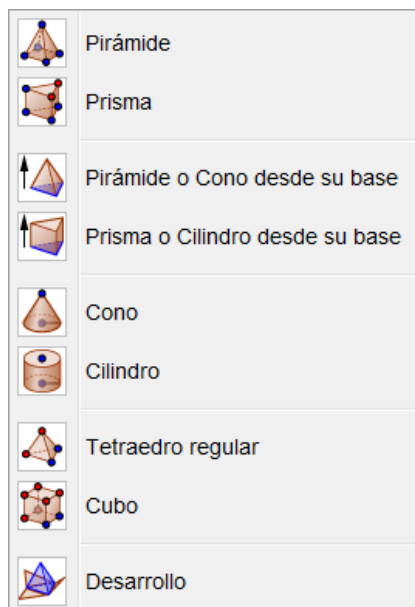 Pirámide
Prisma
Pirámide o Cono desde su base
Prisma o Cilindro desde su base
Cono
Cilindro
Tetraedro regular
Cubo
Desarrollo